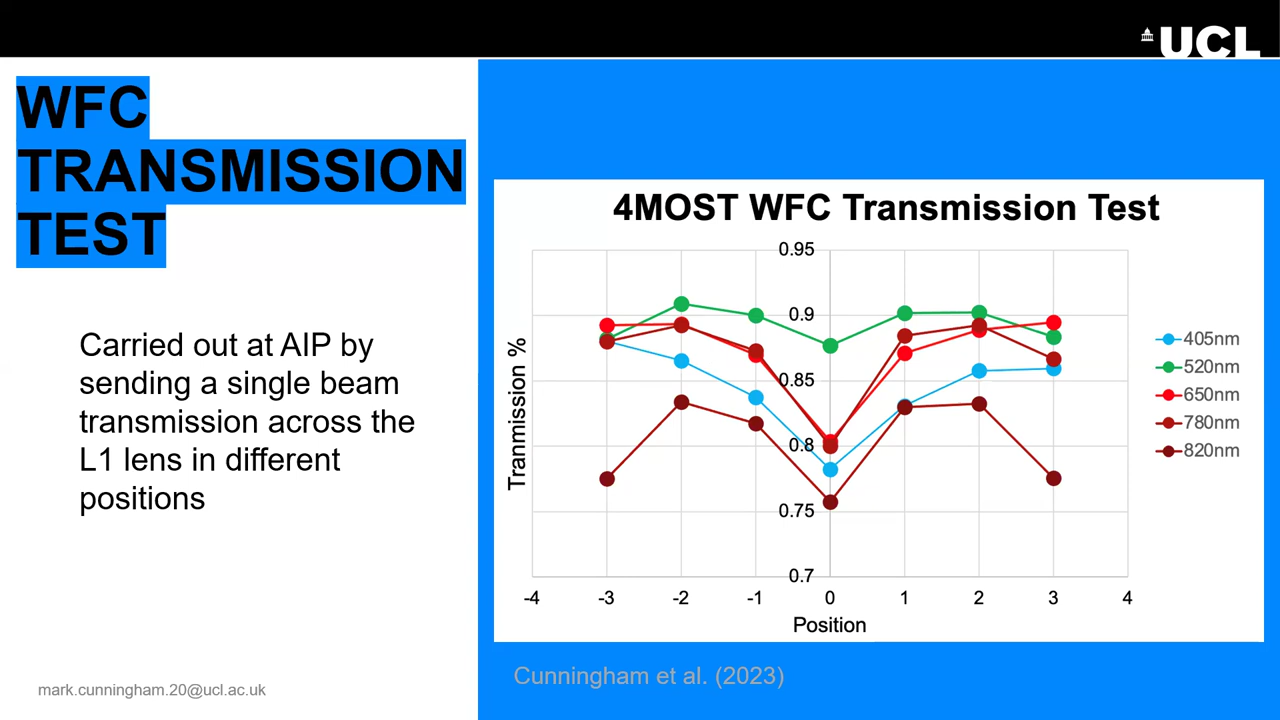 UCL
WFC
TRANSMISSION
TEST
Carried out at AIP by
sending a single beam
transmission across the
L1 lens in different
positions
4MOST WFC Transmission Test
Tranmission %
0.95
0.9
0.85
0.8
0.75
0.7
-4 -3 -2 -1 0 1 2 3 4
Position
405nm
520nm
650nm
780nm
820nm
Cunningham et al. (2023)
mark.cunningham.20@ucl.ac.uk